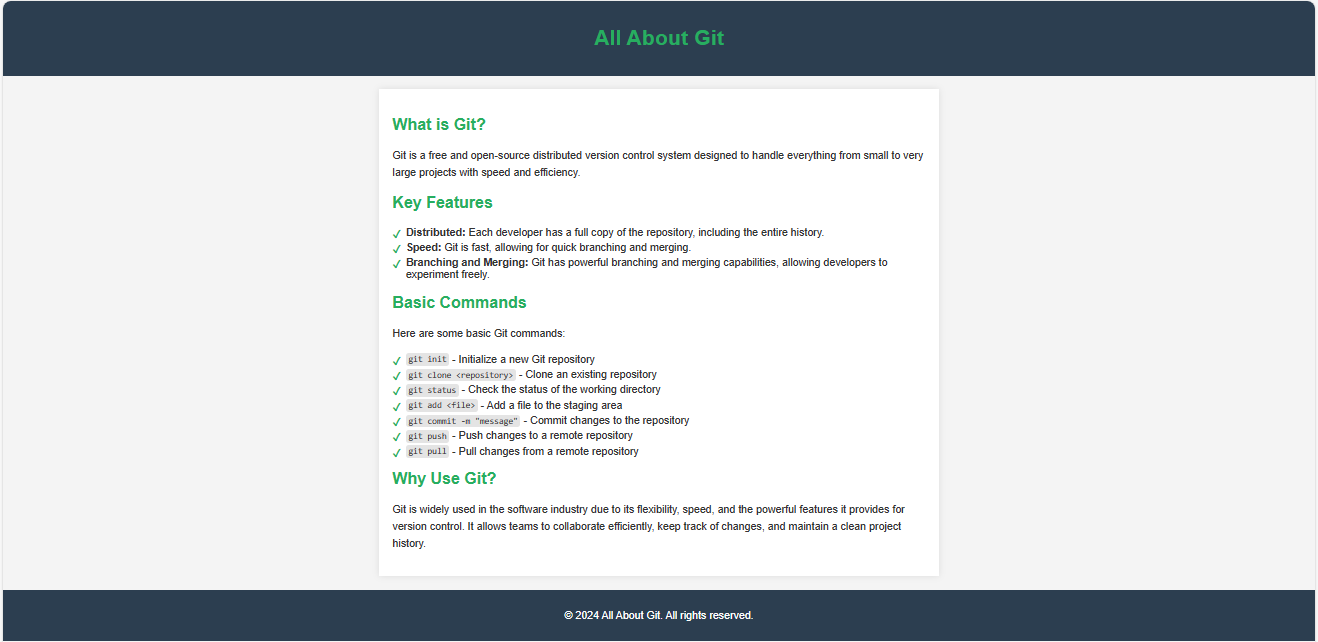 All About Git
What is Git?
Git is a free and open-source distributed version control system designed to handle everything from small to very
large projects with speed and efficiency.
Key Features
✓ Distributed: Each developer has a full copy of the repository, including the entire history.
✓ Speed: Git is fast, allowing for quick branching and merging.
✓ Branching and Merging: Git has powerful branching and merging capabilities, allowing developers to
experiment freely.
Basic Commands
Here are some basic Git commands:
✓ git init - Initialize a new Git repository
✓ git clone <repository> - Clone an existing repository
✓ git status - Check the status of the working directory
✓ git add <file> - Add a file to the staging area
✓ git commit -m "message" - Commit changes to the repository
✓ git push - Push changes to a remote repository
✓ git pull - Pull changes from a remote repository
Why Use Git?
Git is widely used in the software industry due to its flexibility, speed, and the powerful features it provides for
version control. It allows teams to collaborate efficiently, keep track of changes, and maintain a clean project
history.
© 2024 All About Git. All rights reserved.